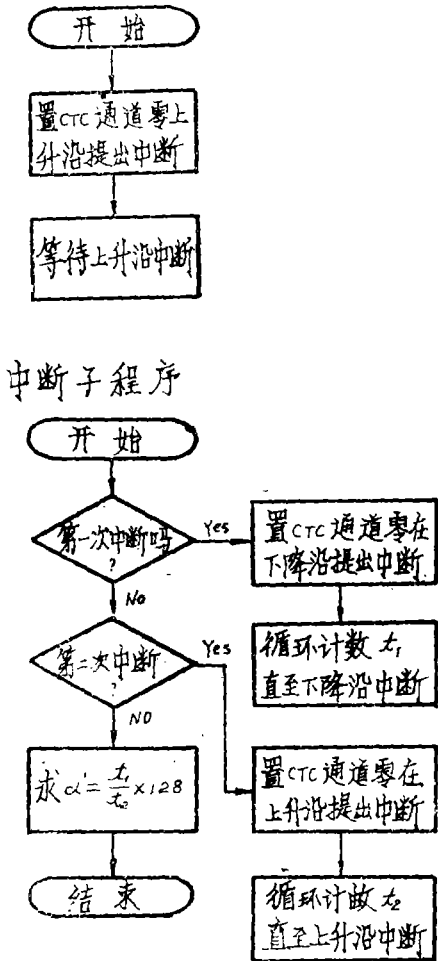 开始
置CTC通道零上
升沿提出中断
等待上升沿中断
中断子程序
开始
第一次中断吗
?
Yes
置CTC通道零在
下降沿提出中断
NO
循环计数 t₁
直至下降沿中断
第二次中断
?
Yes
NO
求α'=t₁/t₂×128
置CTC通道零在
上升沿提出中断
结束
循环计故 t₂
直至上升沿中断